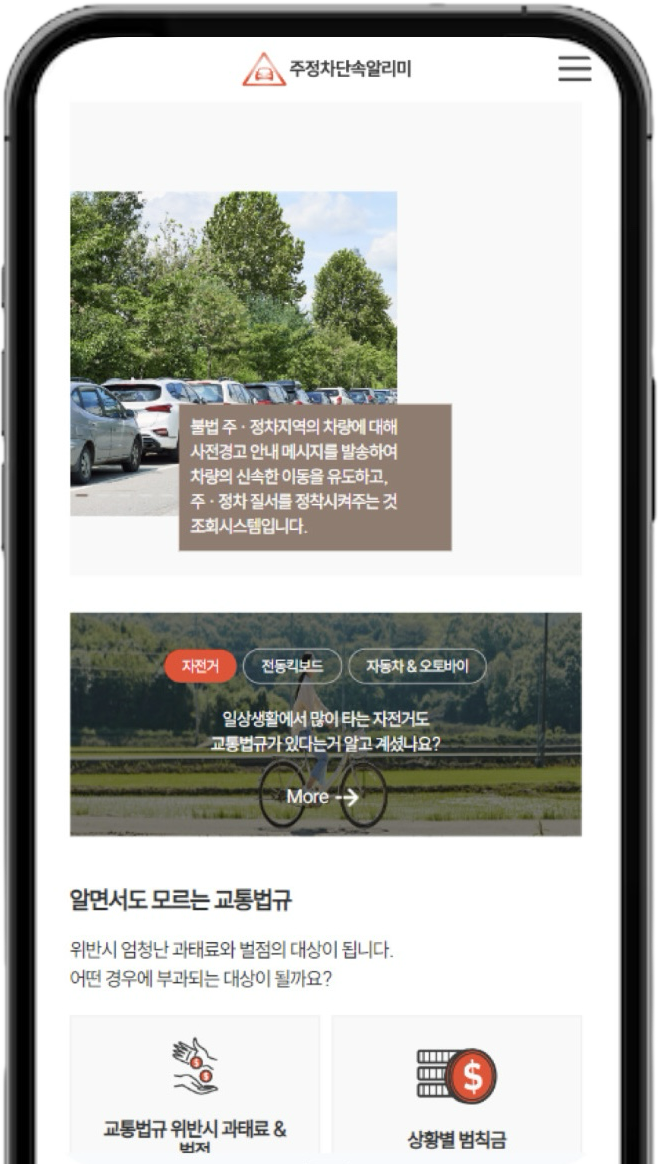 주정차단속알리미
불법 주 · 정차지역의 차량에 대해
사전경고 안내 메시지를 발송하여
차량의 신속한 이동을 유도하고,
주 · 정차 질서를 정착시켜주는 것
조회시스템입니다.
자전거 전동킥보드 자동차 & 오토바이
일상생활에서 많이 타는 자전거도
교통법규가 있다는거 알고 계셨나요?
More
알면서도 모르는 교통법규
위반시 엄청난 과태료와 벌점의 대상이 됩니다.
어떤 경우에 부과되는 대상이 될까요?
교통법규 위반시 과태료 &
벌점
상황별 범칙금